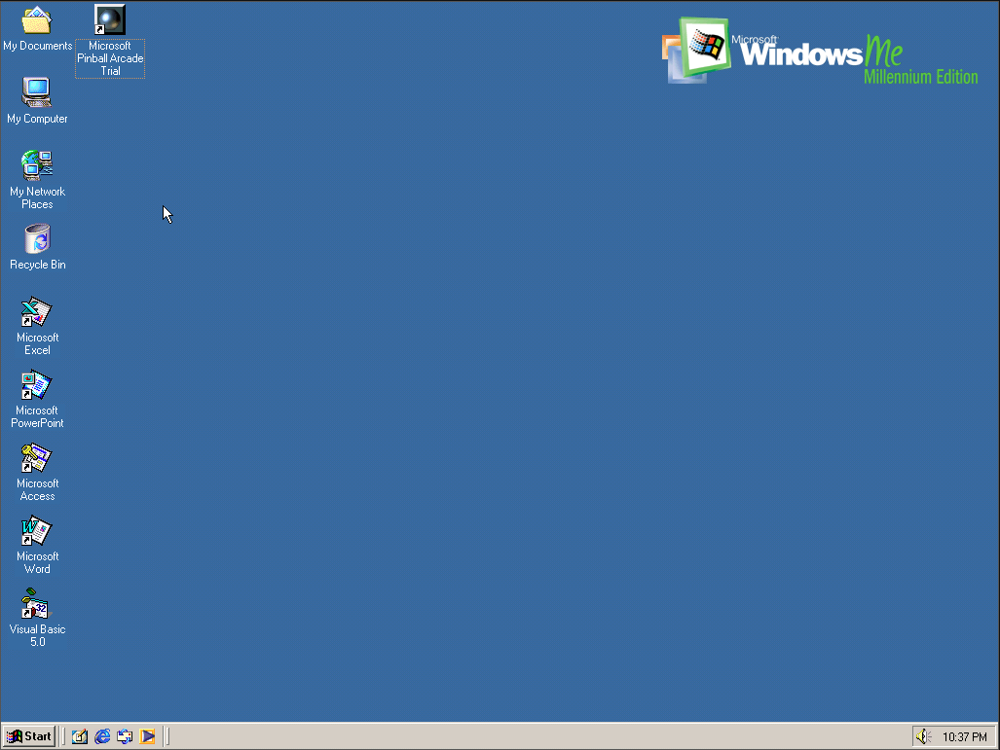 My Documents
Microsoft
Pinball Arcade
Trial
My Computer
My Network
Places
Recycle Bin
Microsoft
Excel
Microsoft
PowerPoint
Microsoft
Access
Microsoft
Word
32
Visual Basic
5.0
Microsoft
Windows Me
Millennium Edition
Start
10:37 PM